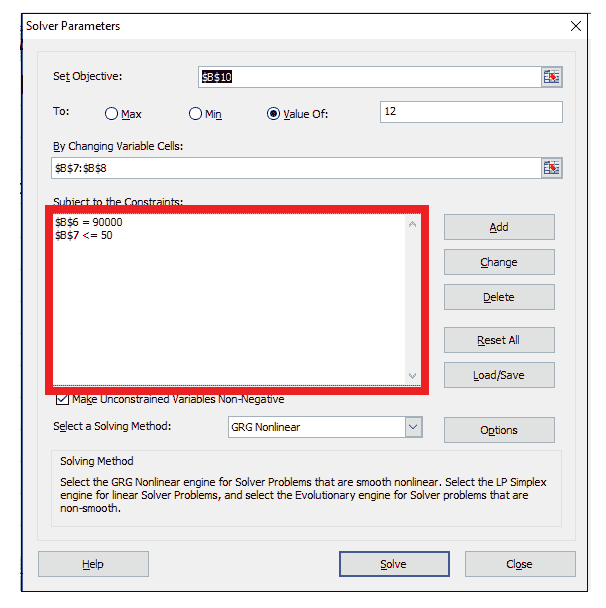 Solver Parameters
Set Objective:
$B$10
To:
Max
Min
Value Of:
12
By Changing Variable Cells:
$B$7:$B$8
Subject to the Constraints:
$B$6 = 90000
$B$7 <= 50
Add
Change
Delete
Reset All
Load/Save
Make Unconstrained Variables Non-Negative
Select a Solving Method:
GRG Nonlinear
Options
Solving Method
Select the GRG Nonlinear engine for Solver Problems that are smooth nonlinear. Select the LP Simplex
engine for linear Solver Problems, and select the Evolutionary engine for Solver problems that are
non-smooth.
Help
Solve
Close